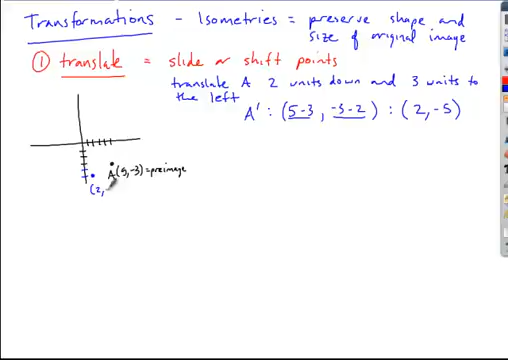 Transformations - Isometries = preserve shape and
size of original image
① translate = slide or shift points
translate A 2 units down and 3 units to
the left
A' : (5-3, -3-2) : (2,-5)
A(5,-3)=preimage
(2,